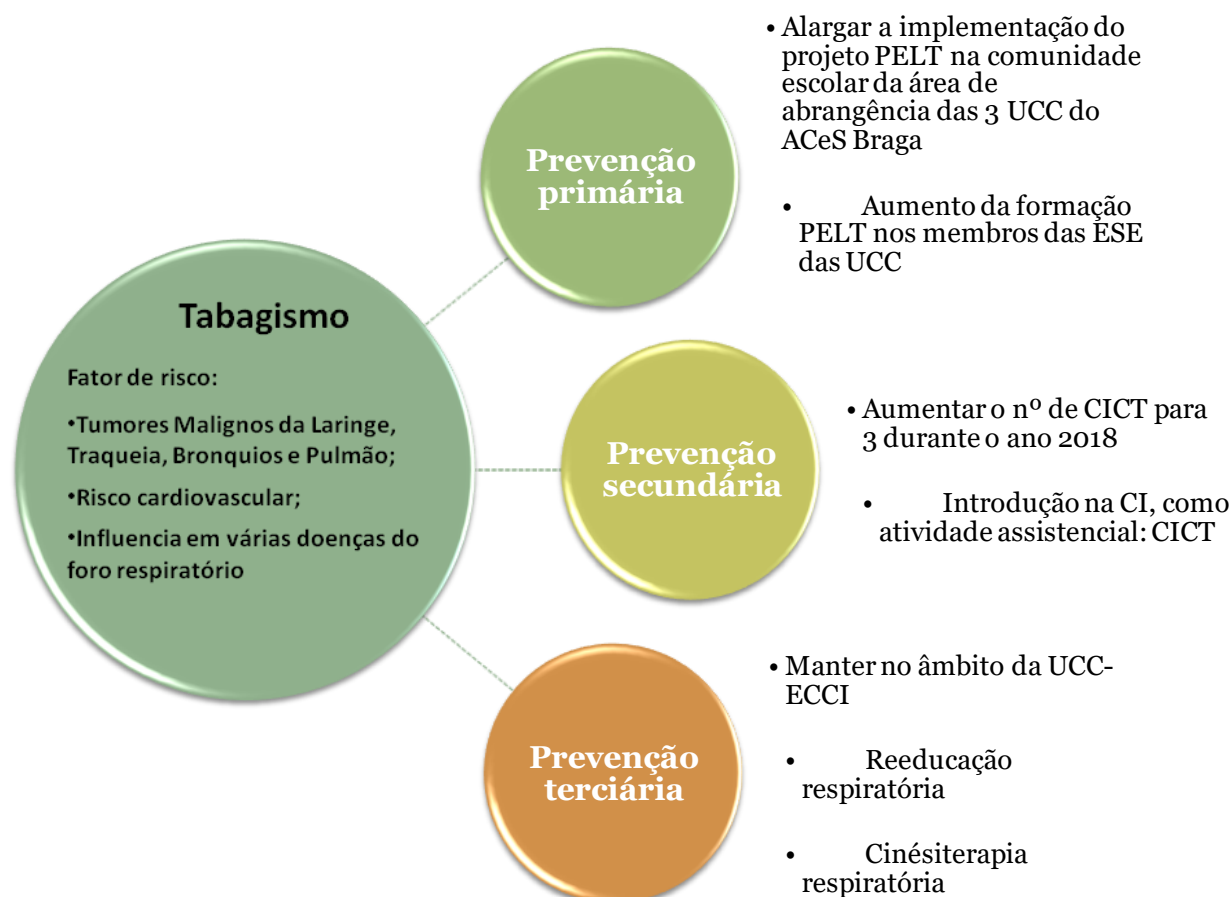 Tabagismo
Fator de risco:
•Tumores Malignos da Laringe,
Traqueia, Bronquios e Pulmão;
•Risco cardiovascular;
•Influencia em várias doenças do
foro respiratório
Prevenção
primária
• Alargar a implementação do
projeto PELT na comunidade
escolar da área de
abrangência das 3 UCC do
ACeS Braga
• Aumento da formação
PELT nos membros das ESE
das UCC
Prevenção
secundária
• Aumentar o nº de CICT para
3 durante o ano 2018
• Introdução na CI, como
atividade assistencial: CICT
Prevenção
terciária
• Manter no âmbito da UCC-
ECCI
• Reeducação
respiratória
• Cinésiterapia
respiratória